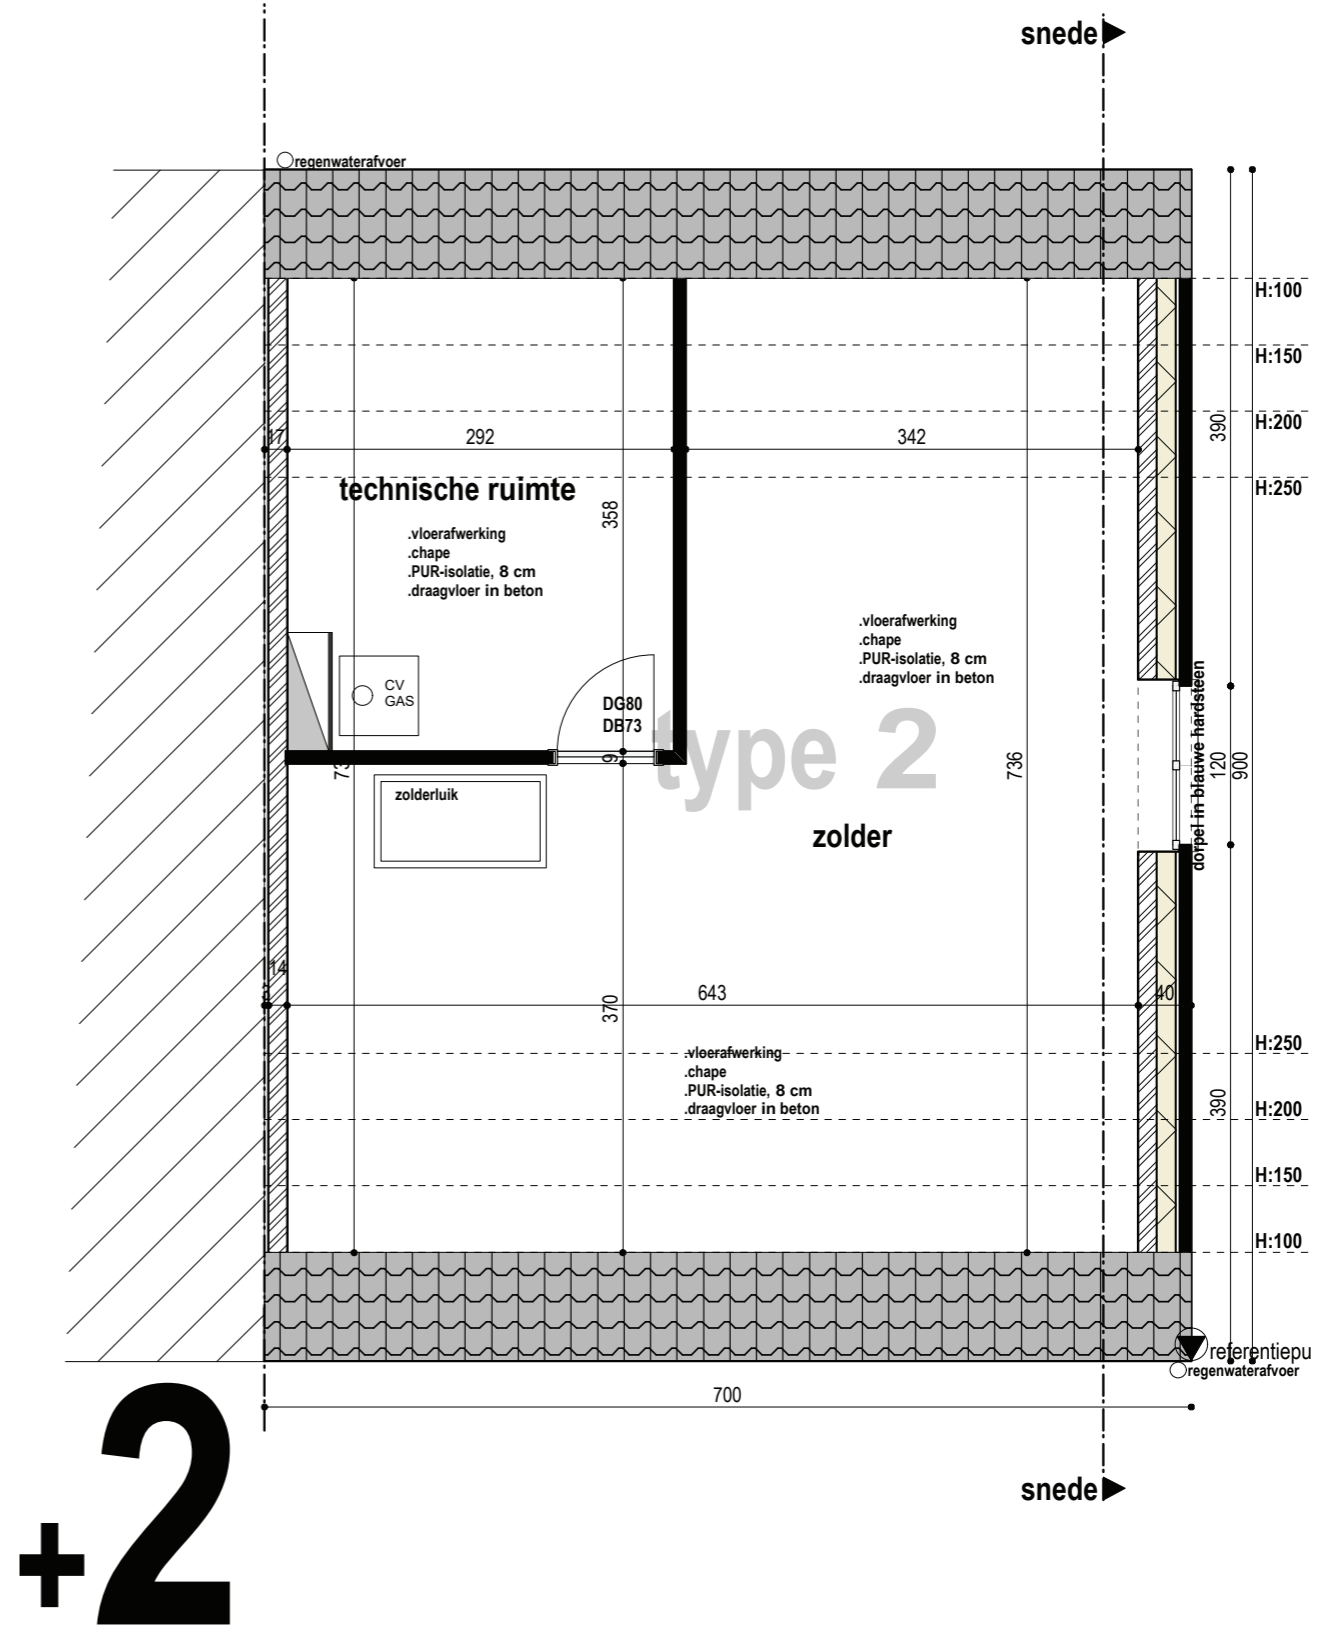 snede
regenwaterafvoer
H:100
H:150
H:200
H:250
390
17
292
342
technische ruimte
358
.vloerafwerking
.chape
.PUR-isolatie, 8 cm
.draagvloer in beton
.vloerafwerking
.chape
.PUR-isolatie, 8 cm
.draagvloer in beton
CV
GAS
DG80
DB73
type 2
9
736
120
900
dorpel in blauwe hardsteen
zolderluik
zolder
14
643
40
370
.vloerafwerking
.chape
.PUR-isolatie, 8 cm
.draagvloer in beton
H:250
H:200
390
H:150
H:100
referentiepu
regenwaterafvoer
700
snede
+2